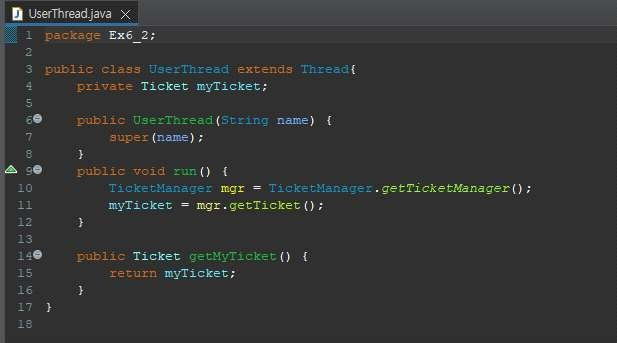 UserThread.java
1 package Ex6_2;
2
3 public class UserThread extends Thread{
4     private Ticket myTicket;
5
6     public UserThread(String name) {
7         super(name);
8     }
9     public void run() {
10         TicketManager mgr = TicketManager.getTicketManager();
11         myTicket = mgr.getTicket();
12     }
13
14     public Ticket getMyTicket() {
15         return myTicket;
16     }
17 }
18